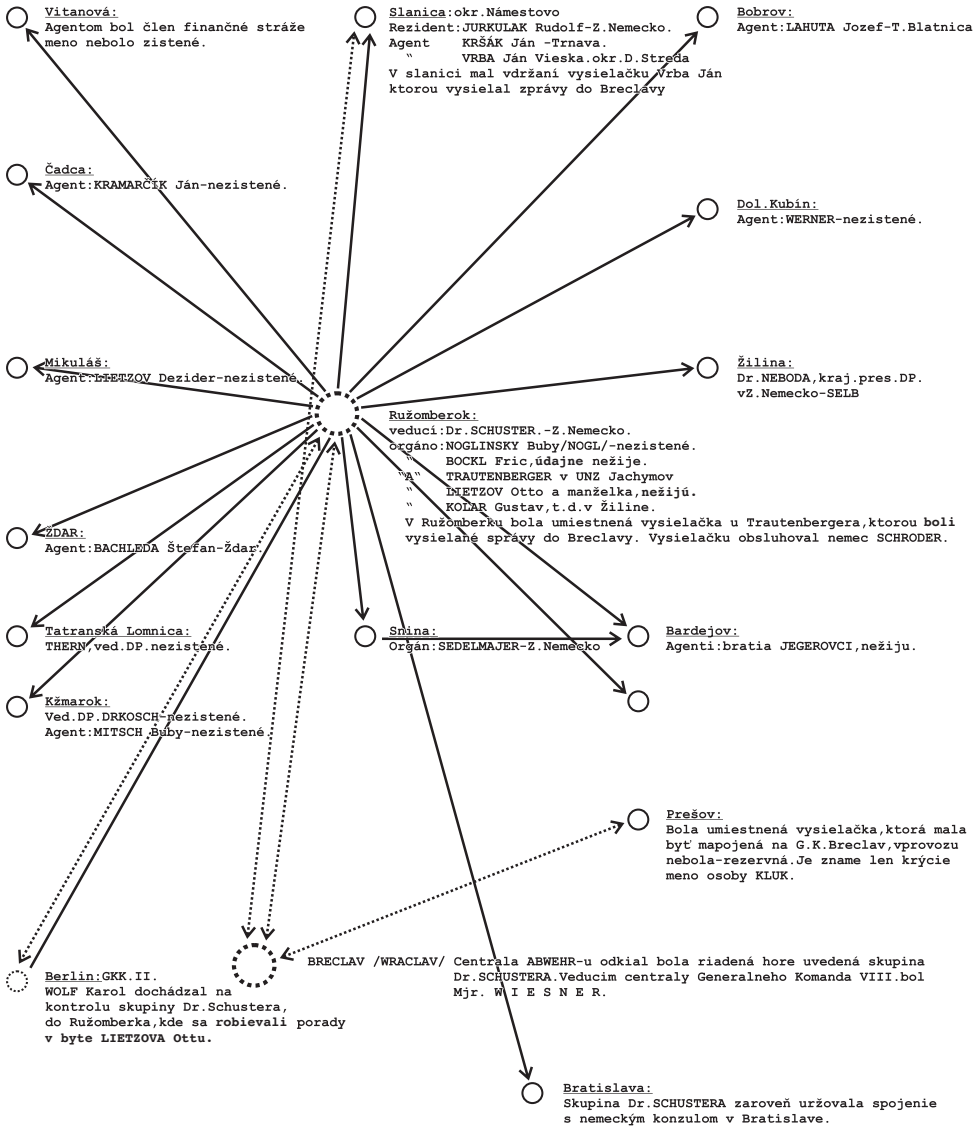 Vitanová:
Agentom bol člen finančné stráže
meno nebolo zistené.
Slanica:okr.Námestovo
Rezident:JURKULAK Rudolf-Z.Nemecko.
Agent KRŠÁK Ján -Trnava.
" VRBA Ján Vieska.okr.D.Streda
V slanici mal vdržaní vysielačku Vrba Ján
ktorou vysielal zprávy do Breclavy
Bobrov:
Agent:LAHUTA Jozef-T.Blatnica
Čadca:
Agent:KRAMARČÍK Ján-nezistené.
Dol.Kubín:
Agent:WERNER-nezistené.
Mikuláš:
Agent:LIETZOV Dezider-nezistené.
Žilina:
Dr.NEBODA,kraj.pres.DP.
vZ.Nemecko-SELB
Ružomberok:
veducí:Dr.SCHUSTER.-Z.Nemecko.
orgáno:NOGLINSKY Buby/NOGL/-nezistené.
" BOCKL Fric,údajne nežije.
"A" TRAUTENBERGER v UNZ Jachymov
" LIETZOV Otto a manželka,nežijú.
" KOLAR Gustav,t.d.v Žiline.
V Ružomberku bola umiestnená vysielačka u Trautenbergera,ktorou boli
vysielané správy do Breclavy. Vysielačku obsluhoval nemec SCHRODER.
ŽDAR:
Agent:BACHLEDA Štefan-Ždar.
Tatranská Lomnica:
THERN,ved.DP.nezistené.
Snina:
Orgán:SEDELMAJER-Z.Nemecko
Bardejov:
Agenti:bratia JEGEROVCI,nežiju.
Kžmarok:
Ved.DP.DRKOSCH-nezistené.
Agent:MITSCH Buby-nezistené.
Prešov:
Bola umiestnená vysielačka,ktorá mala
byť mapojená na G.K.Breclav,vprovozu
nebola-rezervná.Je zname len krýcie
meno osoby KLUK.
BRECLAV /WRACLAV/ Centrala ABWEHR-u odkial bola riadená hore uvedená skupina
Dr.SCHUSTERA.Veducim centraly Generalneho Komanda VIII.bol
Mjr. W I E S N E R.
Berlin:GKK.II.
WOLF Karol dochádzal na
kontrolu skupiny Dr.Schustera,
do Ružomberka,kde sa robievali porady
v byte LIETZOVA Ottu.
Bratislava:
Skupina Dr.SCHUSTERA zaroveň uržovala spojenie
s nemeckým konzulom v Bratislave.